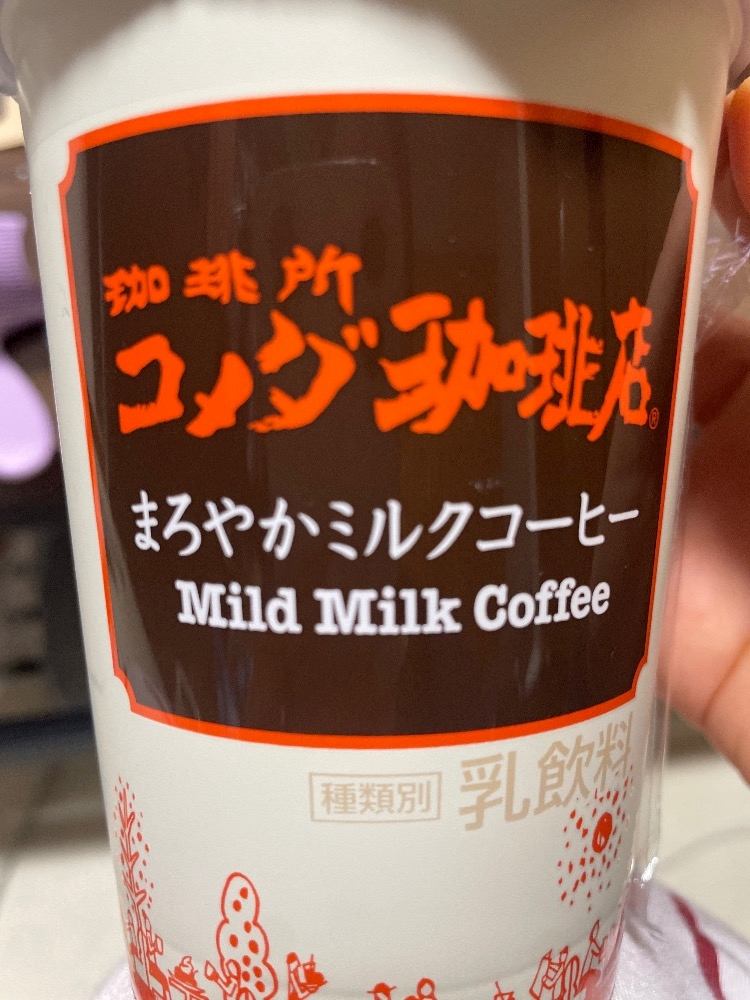 珈琲所
コメダ珈琲店®
まろやかミルクコーヒー
Mild Milk Coffee
種類別 乳飲料